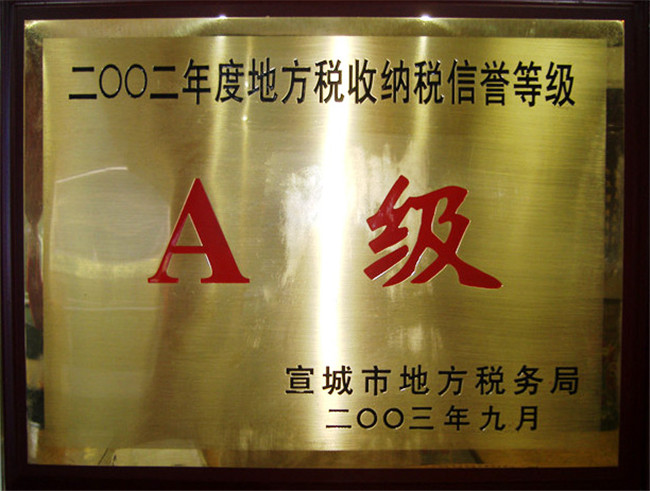 二〇〇二年度地方税收纳税信誉等级
A 级
宣城市地方税务局
二〇〇三年九月